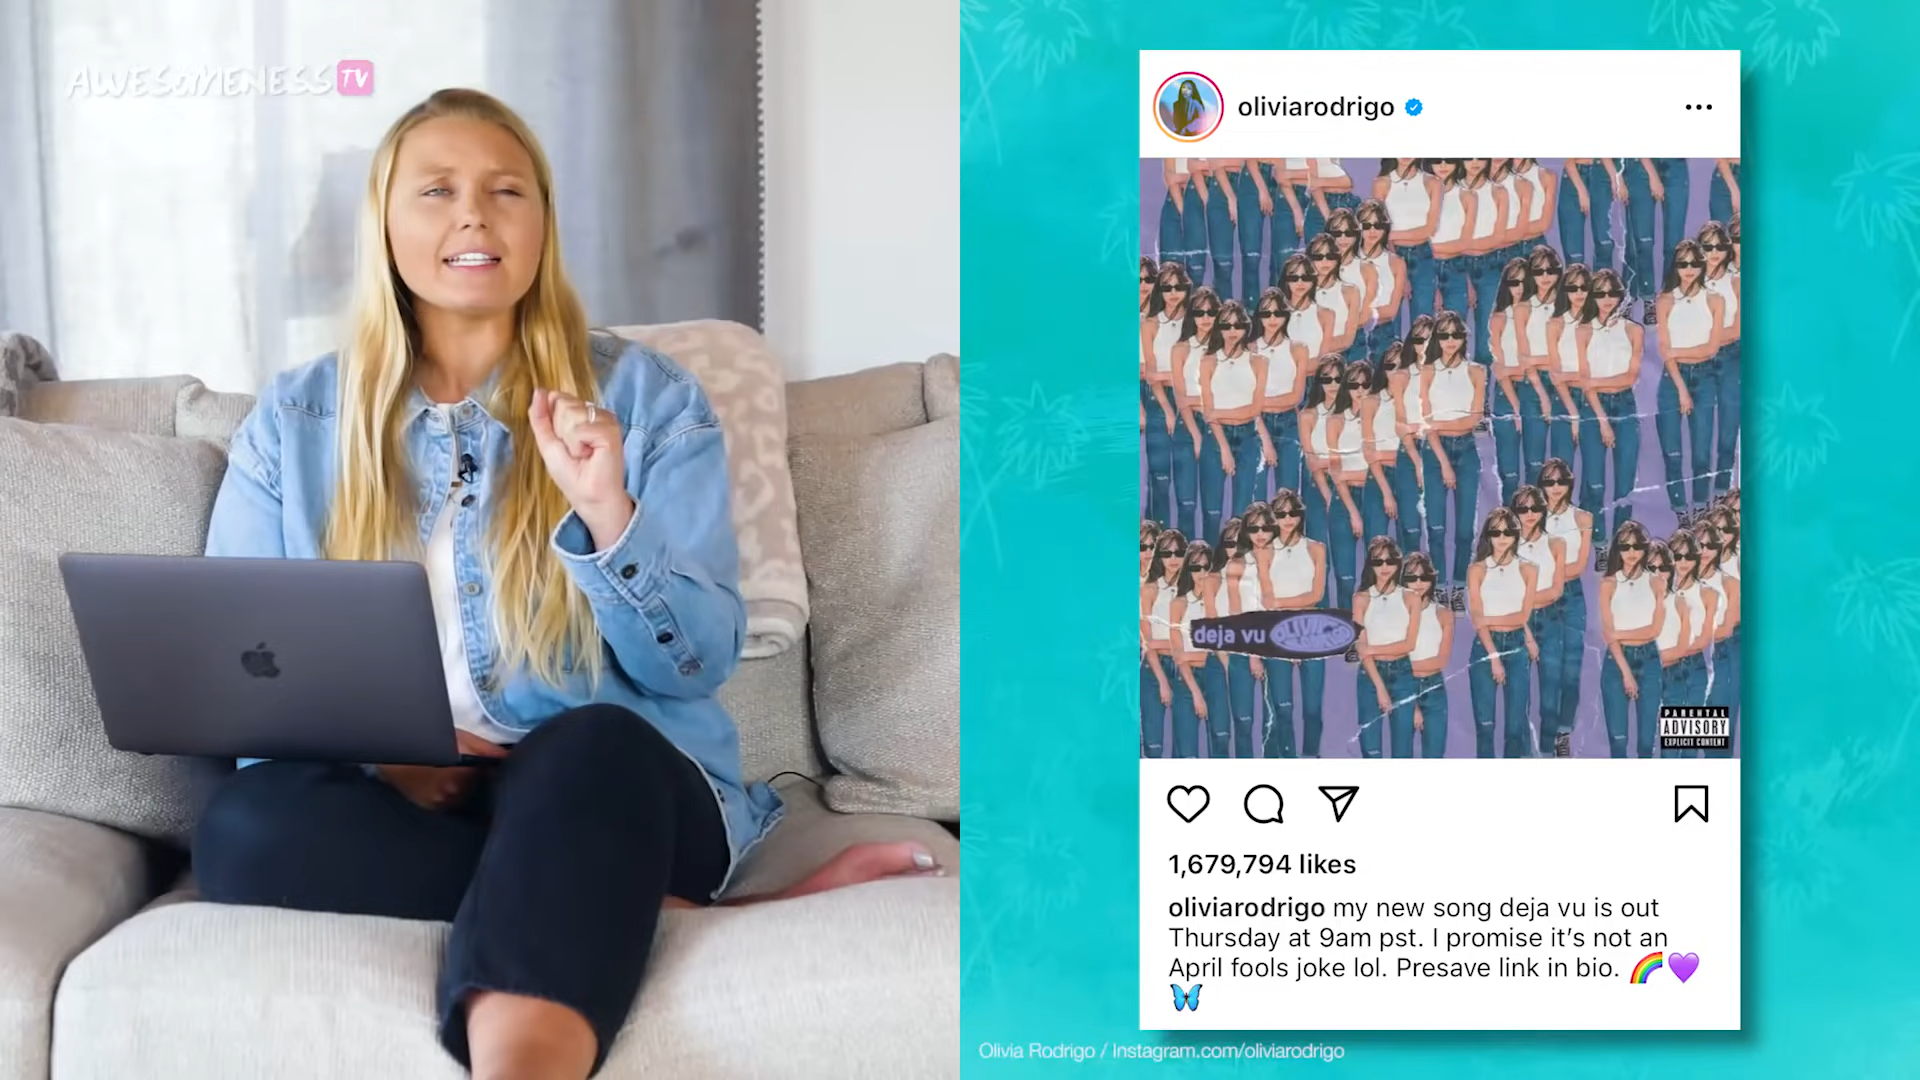 AWESOMENESS TV
oliviarodrigo
deja vu
PARENTAL
ADVISORY
EXPLICIT CONTENT
1,679,794 likes
oliviarodrigo my new song deja vu is out
Thursday at 9am pst. I promise it’s not an
April fools joke lol. Presave link in bio. 🌈💜
🦋
Olivia Rodrigo / Instagram.com/oliviarodrigo